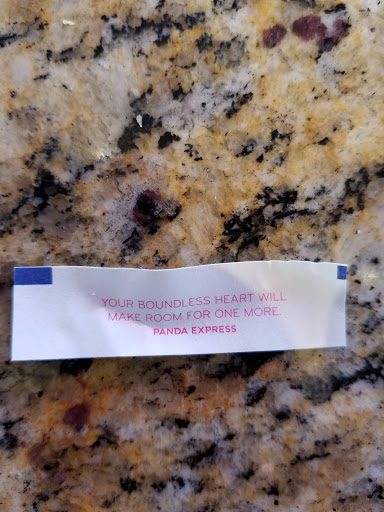 YOUR BOUNDLESS HEART WILL
MAKE ROOM FOR ONE MORE.
PANDA EXPRESS